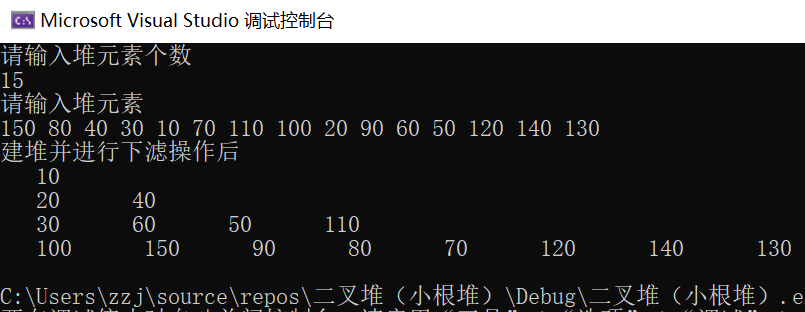 Microsoft Visual Studio 调试控制台
请输入堆元素个数
15
请输入堆元素
150 80 40 30 10 70 110 100 20 90 60 50 120 140 130
建堆并进行下滤操作后
10
20 40
30 60 50 110
100 150 90 80 70 120 140 130
C:\Users\zzj\source\repos\二叉堆（小根堆）\Debug\二叉堆（小根堆）.e